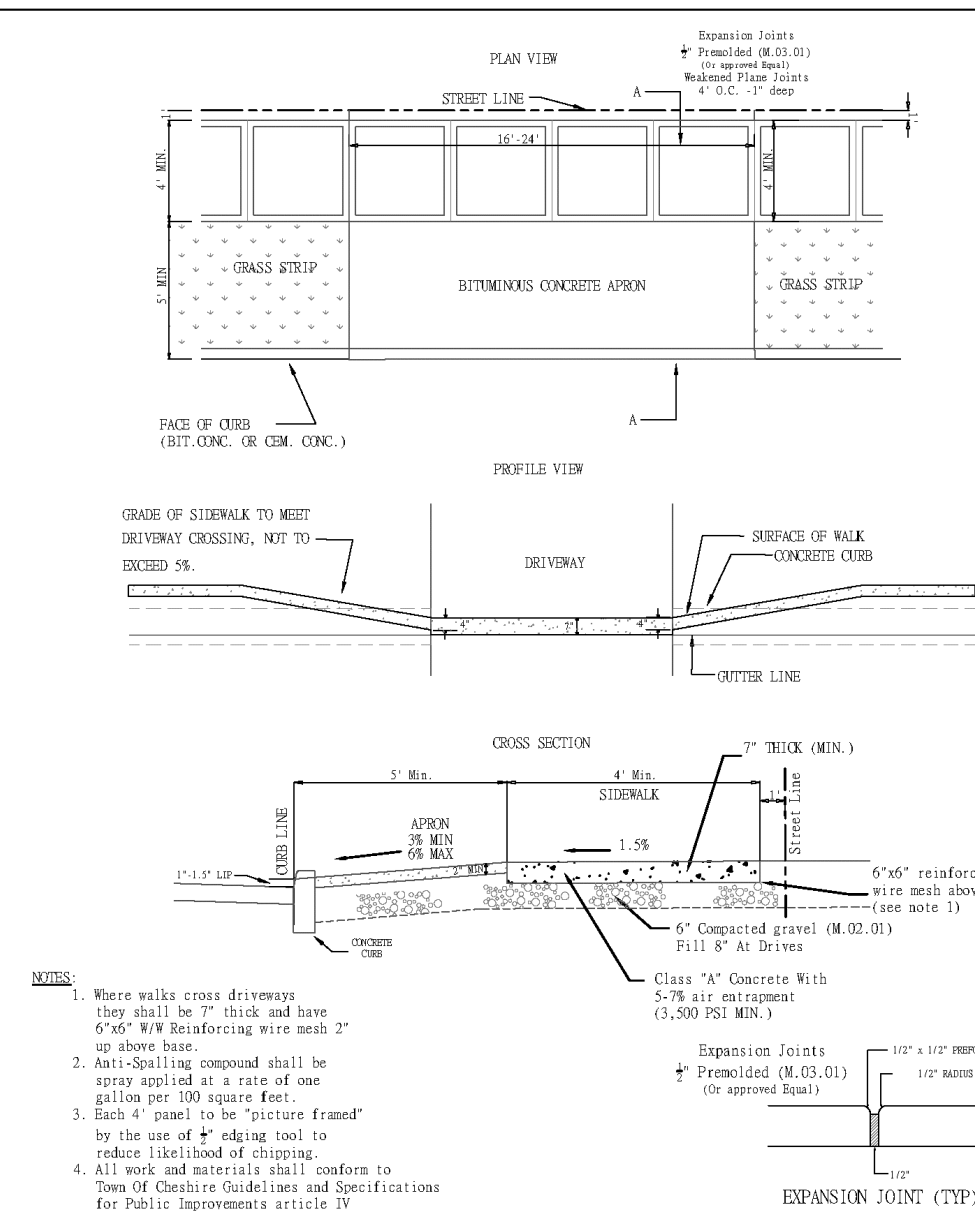 PLAN VIEW
Expansion Joints
½" Premolded (M.03.01)
(Or approved Equal)
Weakened Plane Joints
4' O.C. -1" deep
STREET LINE
A
1'
1'
16'-24'
4' MIN.
4' MIN.
5' MIN
GRASS STRIP
BITUMINOUS CONCRETE APRON
GRASS STRIP
A
FACE OF CURB
(BIT.CONC. OR CEM. CONC.)
PROFILE VIEW
GRADE OF SIDEWALK TO MEET
DRIVEWAY CROSSING, NOT TO
EXCEED 5%.
DRIVEWAY
SURFACE OF WALK
CONCRETE CURB
4"
7"
4"
GUTTER LINE
CROSS SECTION
7" THICK (MIN.)
5' Min.
4' Min.
SIDEWALK
1'
Street Line
CURB LINE
APRON
3% MIN
6% MAX
1.5%
2" MIN
1"-1.5" LIP
6"x6" reinforc
wire mesh abov
(see note 1)
6" Compacted gravel (M.02.01)
Fill 8" At Drives
CONCRETE
CURB
Class "A" Concrete With
5-7% air entrapment
(3,500 PSI MIN.)
NOTES:
1. Where walks cross driveways
they shall be 7" thick and have
6"x6" W/W Reinforcing wire mesh 2"
up above base.
2. Anti-Spalling compound shall be
spray applied at a rate of one
gallon per 100 square feet.
3. Each 4' panel to be "picture framed"
by the use of ½" edging tool to
reduce likelihood of chipping.
4. All work and materials shall conform to
Town Of Cheshire Guidelines and Specifications
for Public Improvements article IV
Expansion Joints
½" Premolded (M.03.01)
(Or approved Equal)
1/2" x 1/2" PREFO
1/2" RADIUS
1/2"
EXPANSION JOINT (TYP)